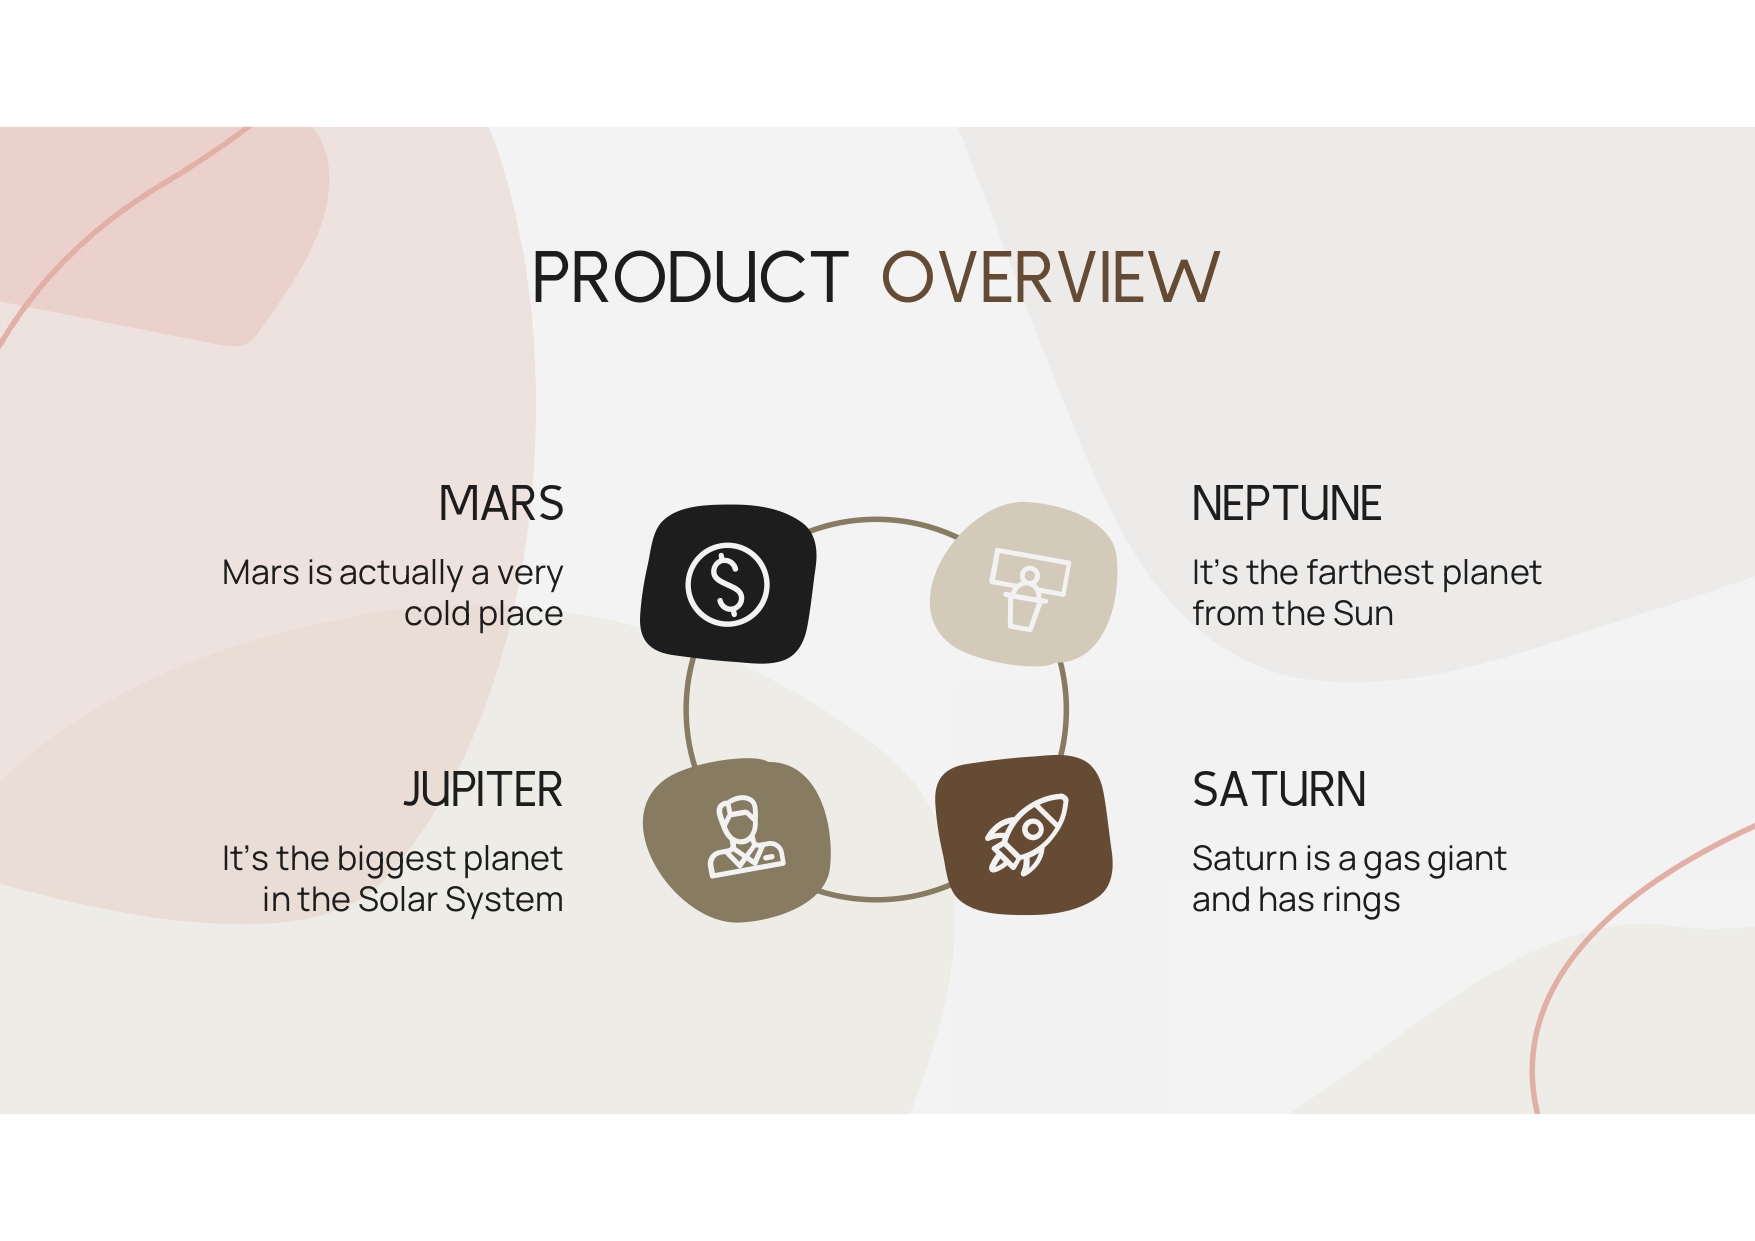 PRODUCT OVERVIEW
MARS
Mars is actually a very
cold place
NEPTUNE
It’s the farthest planet
from the Sun
JUPITER
It’s the biggest planet
in the Solar System
SATURN
Saturn is a gas giant
and has rings